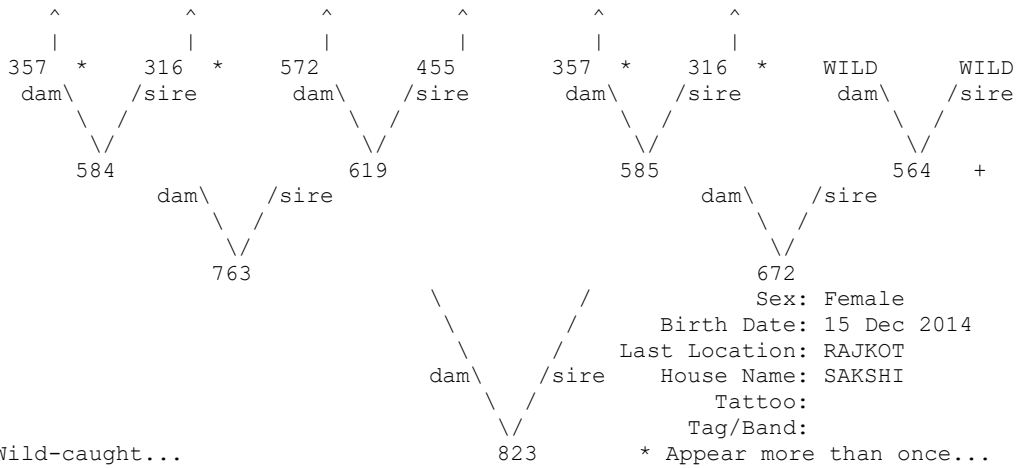 ^ ^ ^ ^ ^ ^
| | | | | |
357 * 316 * 572 455 357 * 316 * WILD WILD
dam\ /sire dam\ /sire dam\ /sire dam\ /sire
\ / \ / \ / \ /
\/ \/ \/ \/
584 619 585 564 +
dam\ /sire dam\ /sire
\ / \ /
\/ \/
763 672
\ / Sex: Female
\ / Birth Date: 15 Dec 2014
\ / Last Location: RAJKOT
dam\ /sire House Name: SAKSHI
\ / Tattoo:
\/ Tag/Band:
Wild-caught... 823 * Appear more than once...